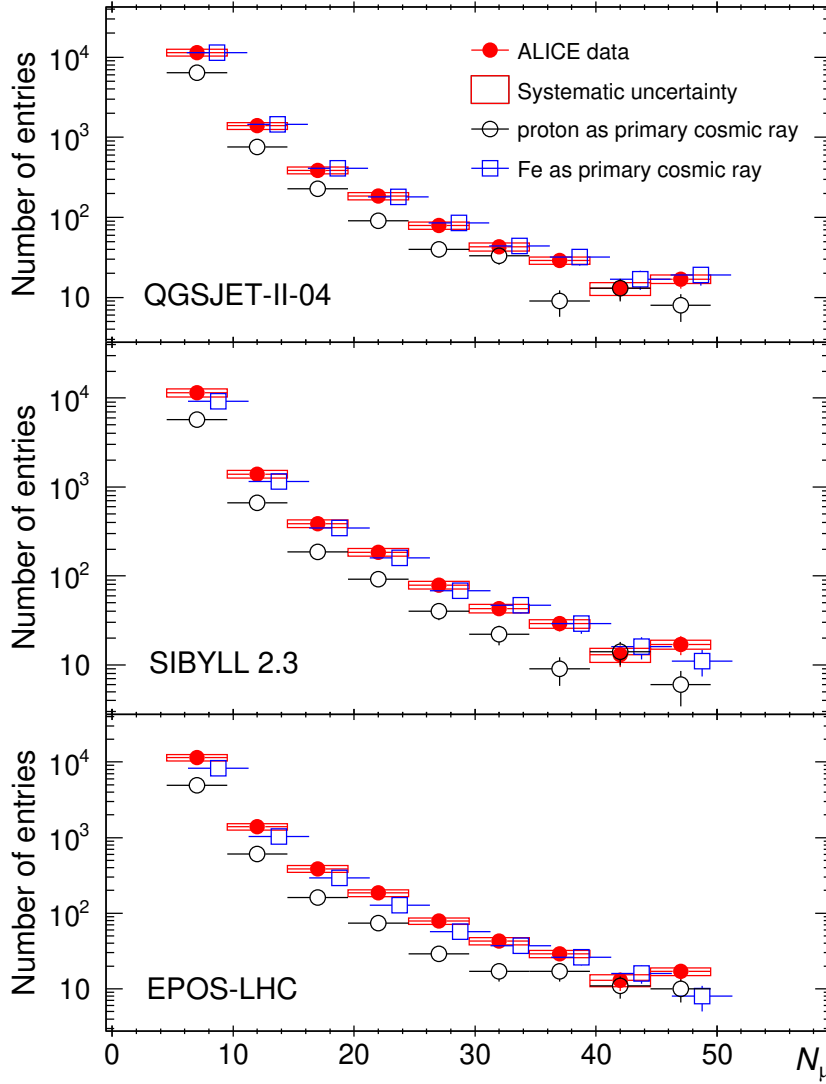 Number of entries
10⁴
10³
10²
10
ALICE data
Systematic uncertainty
proton as primary cosmic ray
Fe as primary cosmic ray
QGSJET-II-04
Number of entries
10⁴
10³
10²
10
SIBYLL 2.3
Number of entries
10⁴
10³
10²
10
EPOS-LHC
0 10 20 30 40 50 Nμ